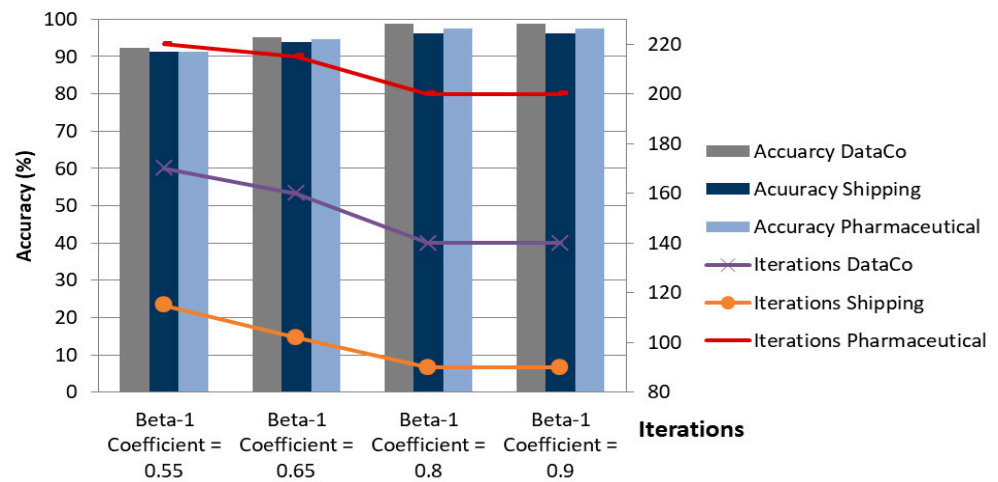 100
90
80
70
60
50
40
30
20
10
0
Accuracy (%)
220
200
180
160
140
120
100
80
Iterations
Beta-1
Coefficient =
0.55
Beta-1
Coefficient =
0.65
Beta-1
Coefficient =
0.8
Beta-1
Coefficient =
0.9
Accuarcy DataCo
Acuuracy Shipping
Accuracy Pharmaceutical
Iterations DataCo
Iterations Shipping
Iterations Pharmaceutical